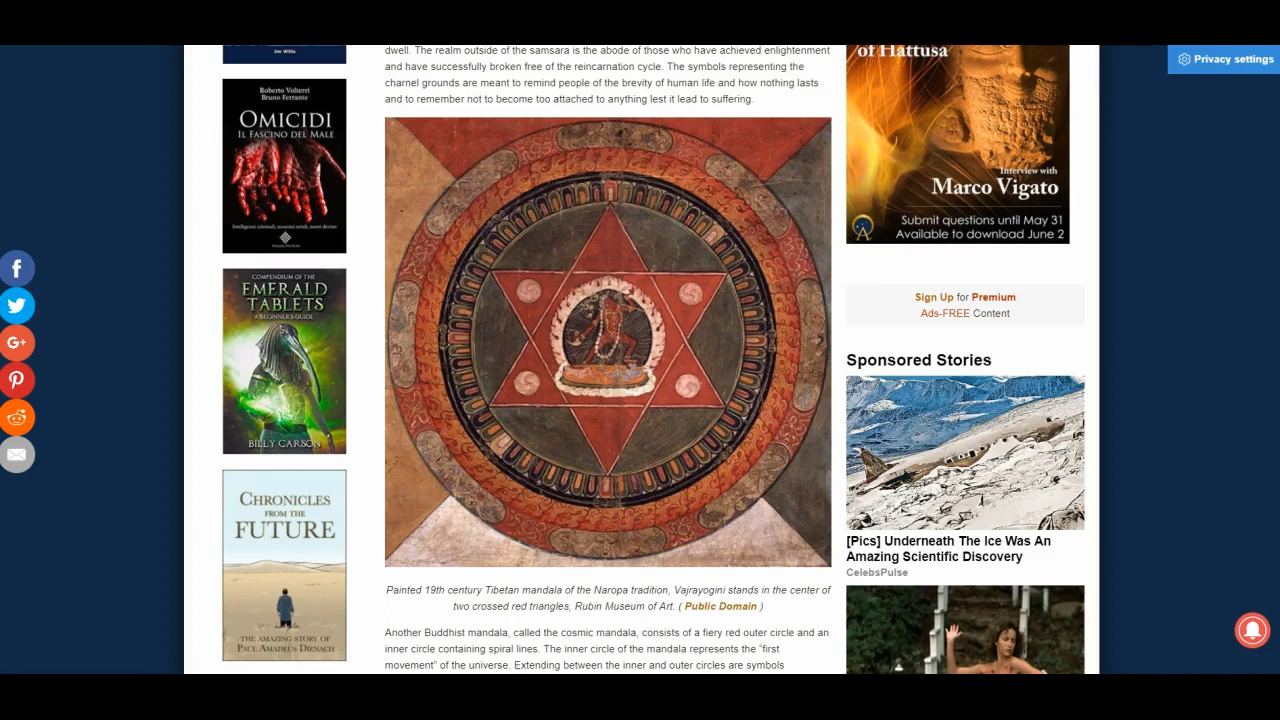 Jim Willis
Roberto Volterri
Bruno Ferrante
OMICIDI
IL FASCINO DEL MALE
COMPENDIUM OF THE
EMERALD
TABLETS
A BEGINNER'S GUIDE
BILLY CARSON
CHRONICLES
FROM THE
FUTURE
THE AMAZING STORY OF
PAUL AMADEUS DIENACH
dwell. The realm outside of the samsara is the abode of those who have achieved enlightenment
and have successfully broken free of the reincarnation cycle. The symbols representing the
charnel grounds are meant to remind people of the brevity of human life and how nothing lasts
and to remember not to become too attached to anything lest it lead to suffering.
Painted 19th century Tibetan mandala of the Naropa tradition, Vajrayogini stands in the center of
two crossed red triangles, Rubin Museum of Art. ( Public Domain )
Another Buddhist mandala, called the cosmic mandala, consists of a fiery red outer circle and an
inner circle containing spiral lines. The inner circle of the mandala represents the “first
movement” of the universe. Extending between the inner and outer circles are symbols
of Hattusa
Interview with
Marco Vigato
Submit questions until May 31
Available to download June 2
Sign Up for Premium
Ads-FREE Content
Sponsored Stories
[Pics] Underneath The Ice Was An
Amazing Scientific Discovery
CelebsPulse
Privacy settings